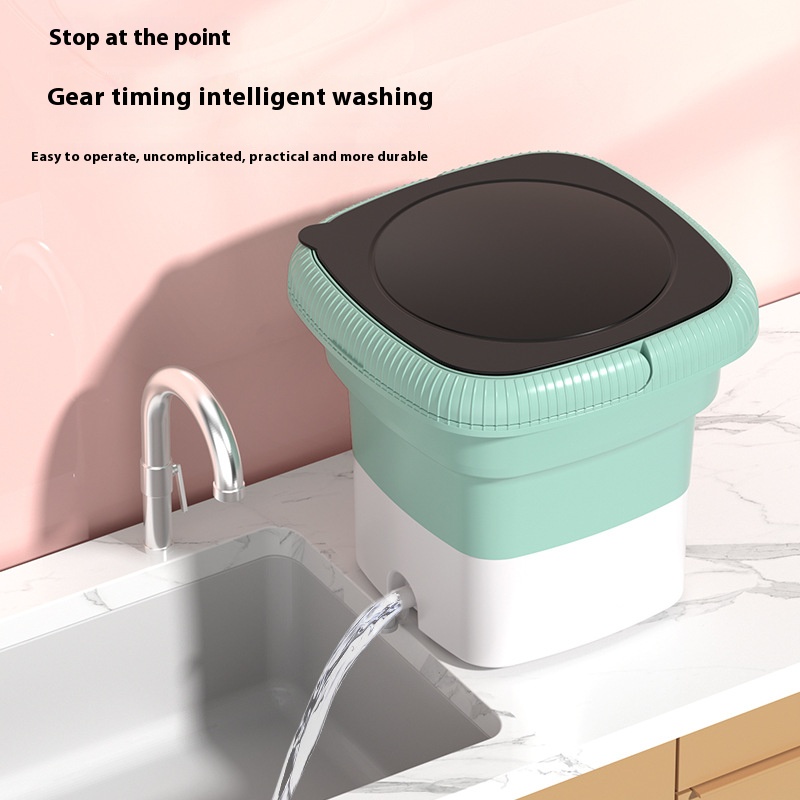 Stop at the point
Gear timing intelligent washing
Easy to operate, uncomplicated, practical and more durable